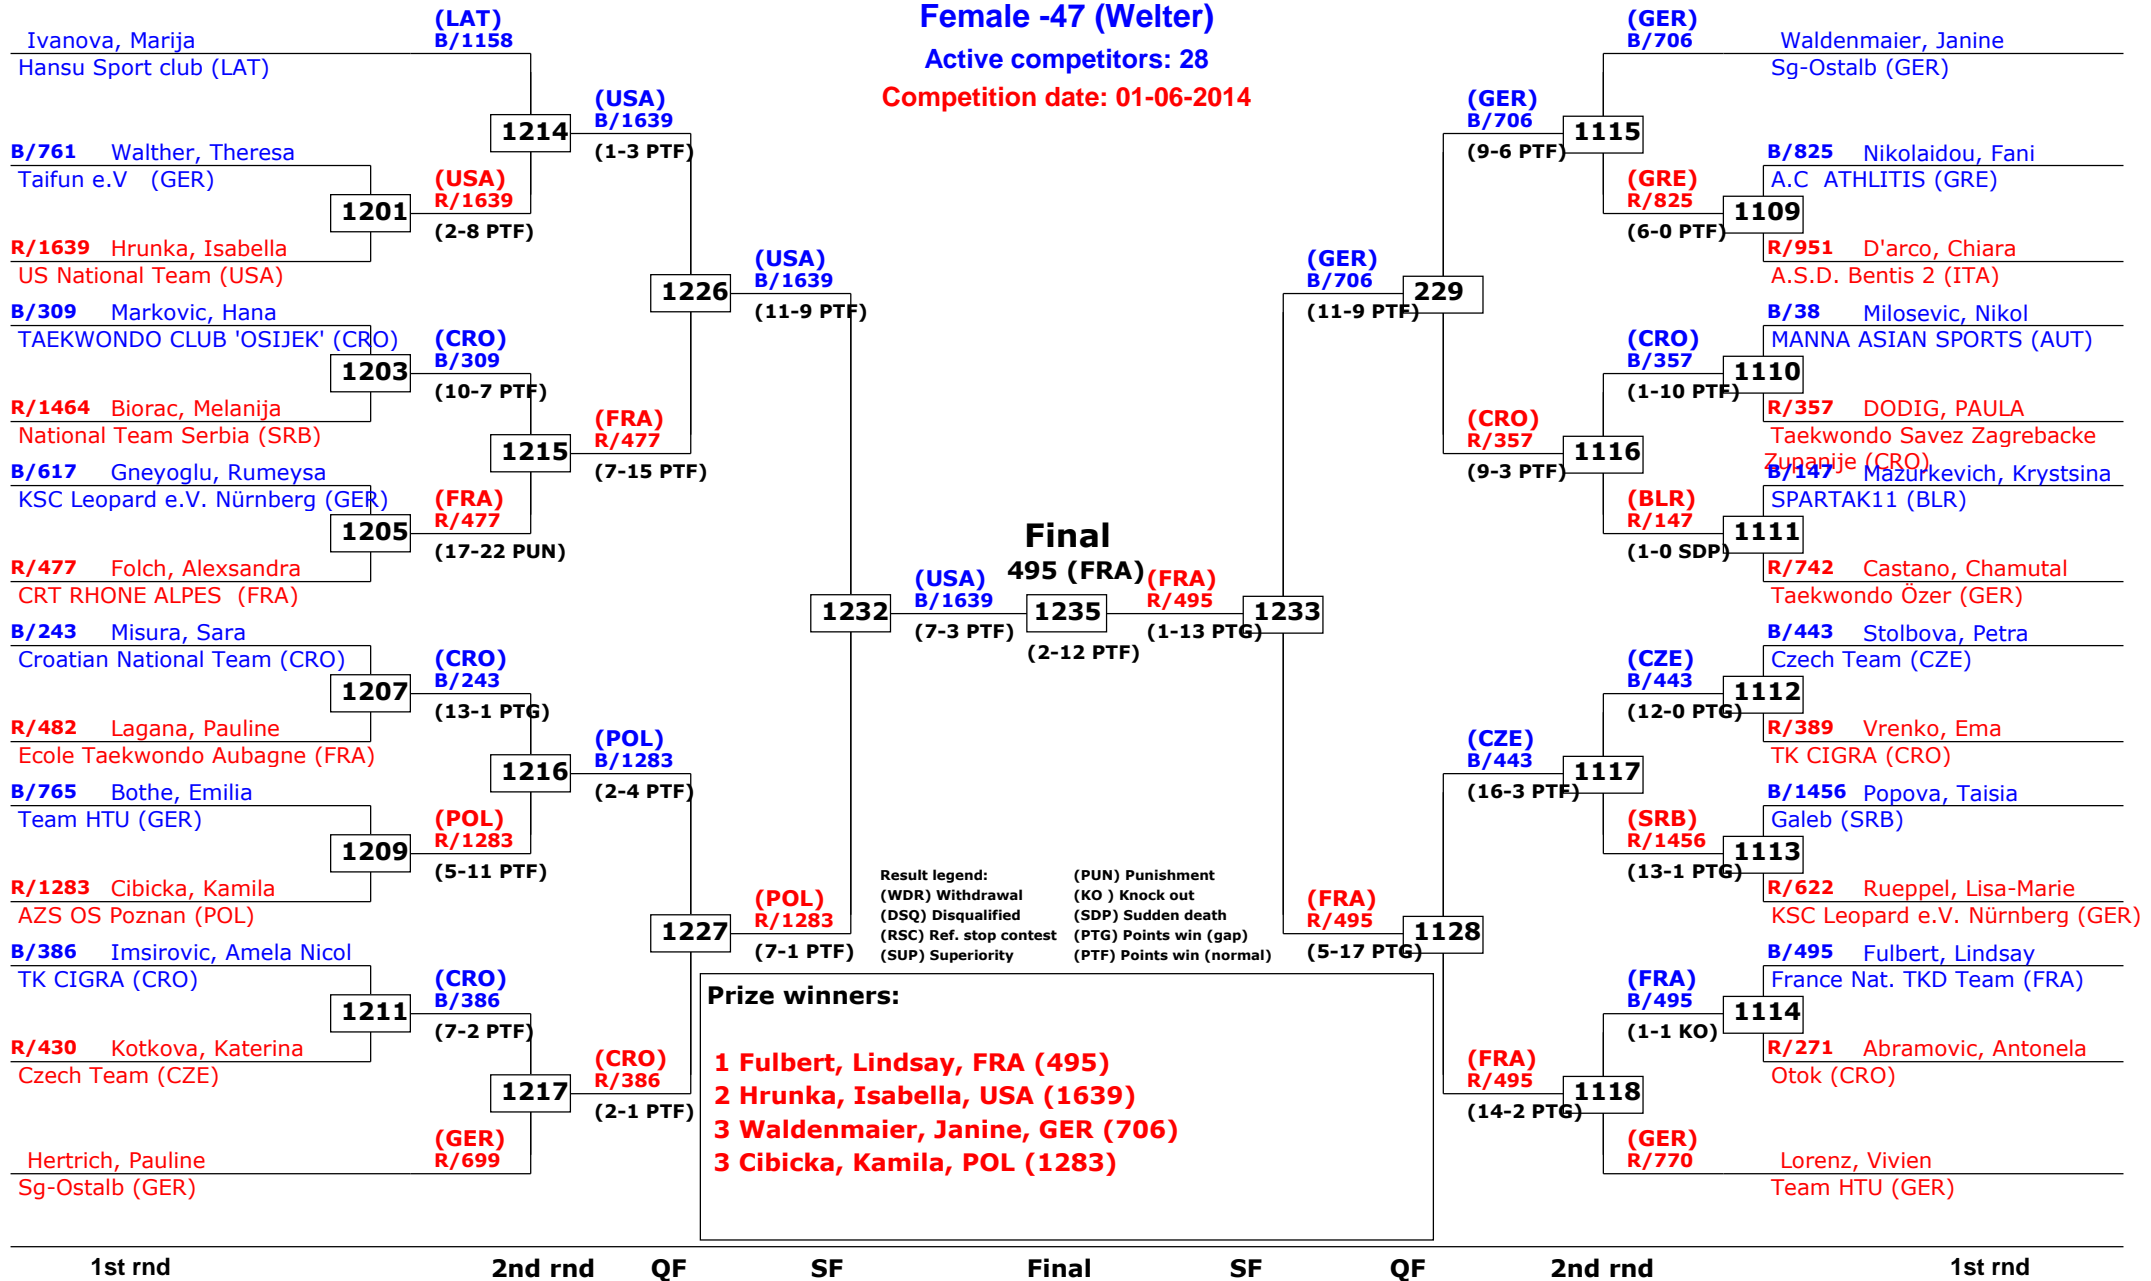 Female -47 (Welter)
Active competitors: 28
Competition date: 01-06-2014
Ivanova, Marija
Hansu Sport club (LAT)
B/761 Walther, Theresa
Taifun e.V (GER)
1201
R/1639 Hrunka, Isabella
US National Team (USA)
B/309 Markovic, Hana
TAEKWONDO CLUB 'OSIJEK' (CRO)
1203
R/1464 Biorac, Melanija
National Team Serbia (SRB)
B/617 Gneyoglu, Rumeysa
KSC Leopard e.V. Nürnberg (GER)
1205
R/477 Folch, Alexsandra
CRT RHONE ALPES (FRA)
B/243 Misura, Sara
Croatian National Team (CRO)
1207
R/482 Lagana, Pauline
Ecole Taekwondo Aubagne (FRA)
B/765 Bothe, Emilia
Team HTU (GER)
1209
R/1283 Cibicka, Kamila
AZS OS Poznan (POL)
B/386 Imsirovic, Amela Nicol
TK CIGRA (CRO)
1211
R/430 Kotkova, Katerina
Czech Team (CZE)
Hertrich, Pauline
Sg-Ostalb (GER)
(LAT)
B/1158
1214
(USA)
R/1639
(2-8 PTF)
(CRO)
B/309
(10-7 PTF)
1215
(FRA)
R/477
(17-22 PUN)
(CRO)
B/243
(13-1 PTG)
1216
(POL)
R/1283
(5-11 PTF)
(CRO)
B/386
(7-2 PTF)
1217
(GER)
R/699
(USA)
B/1639
(1-3 PTF)
1226
(FRA)
R/477
(7-15 PTF)
(POL)
B/1283
(2-4 PTF)
1227
(CRO)
R/386
(2-1 PTF)
(USA)
B/1639
(11-9 PTF)
1232
(POL)
R/1283
(7-1 PTF)
(USA)
B/1639
(7-3 PTF)
Final
495 (FRA)
1235
(2-12 PTF)
(FRA)
R/495
(1-13 PTG)
1233
(GER)
B/706
(11-9 PTF)
229
(FRA)
R/495
(5-17 PTG)
1128
(GER)
B/706
(9-6 PTF)
1115
(CRO)
R/357
(9-3 PTF)
1116
(CZE)
B/443
(16-3 PTF)
1117
(FRA)
R/495
(14-2 PTG)
1118
(GER)
B/706
(GRE)
R/825
(6-0 PTF)
1109
(CRO)
B/357
(1-10 PTF)
1110
(BLR)
R/147
(1-0 SDP)
1111
(CZE)
B/443
(12-0 PTG)
1112
(SRB)
R/1456
(13-1 PTG)
1113
(FRA)
B/495
(1-1 KO)
1114
(GER)
R/770
Waldenmaier, Janine
Sg-Ostalb (GER)
B/825 Nikolaidou, Fani
A.C ATHLITIS (GRE)
R/951 D'arco, Chiara
A.S.D. Bentis 2 (ITA)
B/38 Milosevic, Nikol
MANNA ASIAN SPORTS (AUT)
R/357 DODIG, PAULA
Taekwondo Savez Zagrebacke
Zupanije (CRO)
B/147 Mazurkevich, Krystsina
SPARTAK11 (BLR)
R/742 Castano, Chamutal
Taekwondo Özer (GER)
B/443 Stolbova, Petra
Czech Team (CZE)
R/389 Vrenko, Ema
TK CIGRA (CRO)
B/1456 Popova, Taisia
Galeb (SRB)
R/622 Rueppel, Lisa-Marie
KSC Leopard e.V. Nürnberg (GER)
B/495 Fulbert, Lindsay
France Nat. TKD Team (FRA)
R/271 Abramovic, Antonela
Otok (CRO)
Lorenz, Vivien
Team HTU (GER)
Result legend: (PUN) Punishment
(WDR) Withdrawal (KO ) Knock out
(DSQ) Disqualified (SDP) Sudden death
(RSC) Ref. stop contest (PTG) Points win (gap)
(SUP) Superiority (PTF) Points win (normal)
Prize winners:
1 Fulbert, Lindsay, FRA (495)
2 Hrunka, Isabella, USA (1639)
3 Waldenmaier, Janine, GER (706)
3 Cibicka, Kamila, POL (1283)
1st rnd 2nd rnd QF SF Final SF QF 2nd rnd 1st rnd